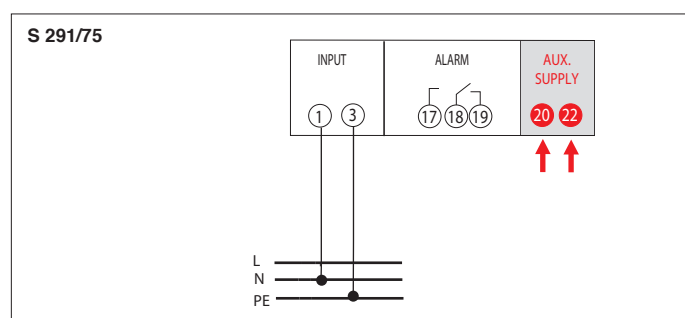 S 291/75
INPUT
ALARM
AUX.
SUPPLY
1 3
17 18 19
20 22
L
N
PE